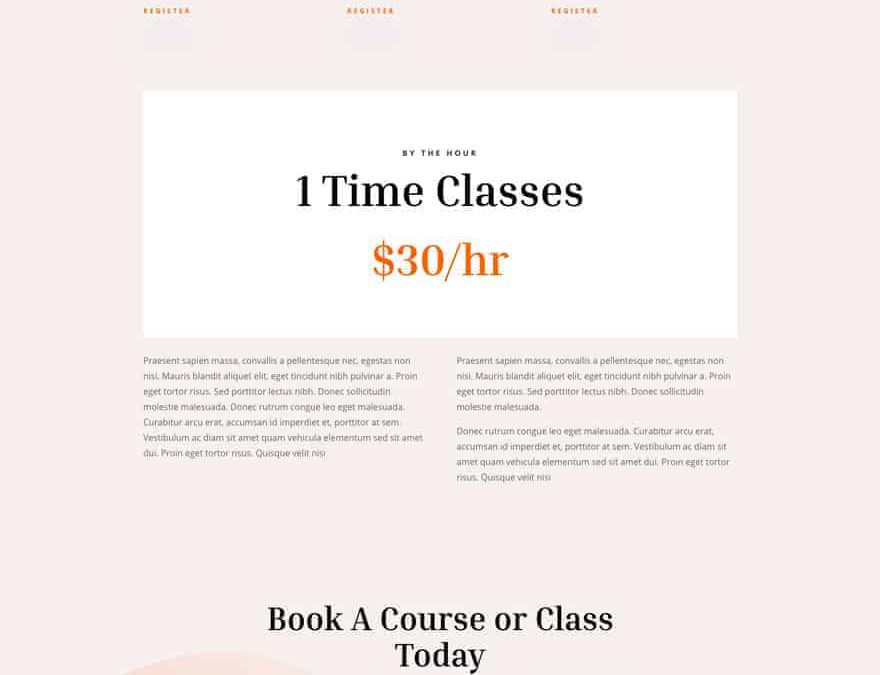 REGISTER REGISTER REGISTER
BY THE HOUR
1 Time Classes
$30/hr
Praesent sapien massa, convallis a pellentesque nec, egestas non
nisi. Mauris blandit aliquet elit, eget tincidunt nibh pulvinar a. Proin
eget tortor risus. Sed porttitor lectus nibh. Donec sollicitudin
molestie malesuada. Donec rutrum congue leo eget malesuada.
Curabitur arcu erat, accumsan id imperdiet et, porttitor at sem.
Vestibulum ac diam sit amet quam vehicula elementum sed sit amet
dui. Proin eget tortor risus. Quisque velit nisi
Praesent sapien massa, convallis a pellentesque nec, egestas non
nisi. Mauris blandit aliquet elit, eget tincidunt nibh pulvinar a. Proin
eget tortor risus. Sed porttitor lectus nibh. Donec sollicitudin
molestie malesuada.
Donec rutrum congue leo eget malesuada. Curabitur arcu erat,
accumsan id imperdiet et, porttitor at sem. Vestibulum ac diam sit
amet quam vehicula elementum sed sit amet dui. Proin eget tortor
risus. Quisque velit nisi
Book A Course or Class
Today